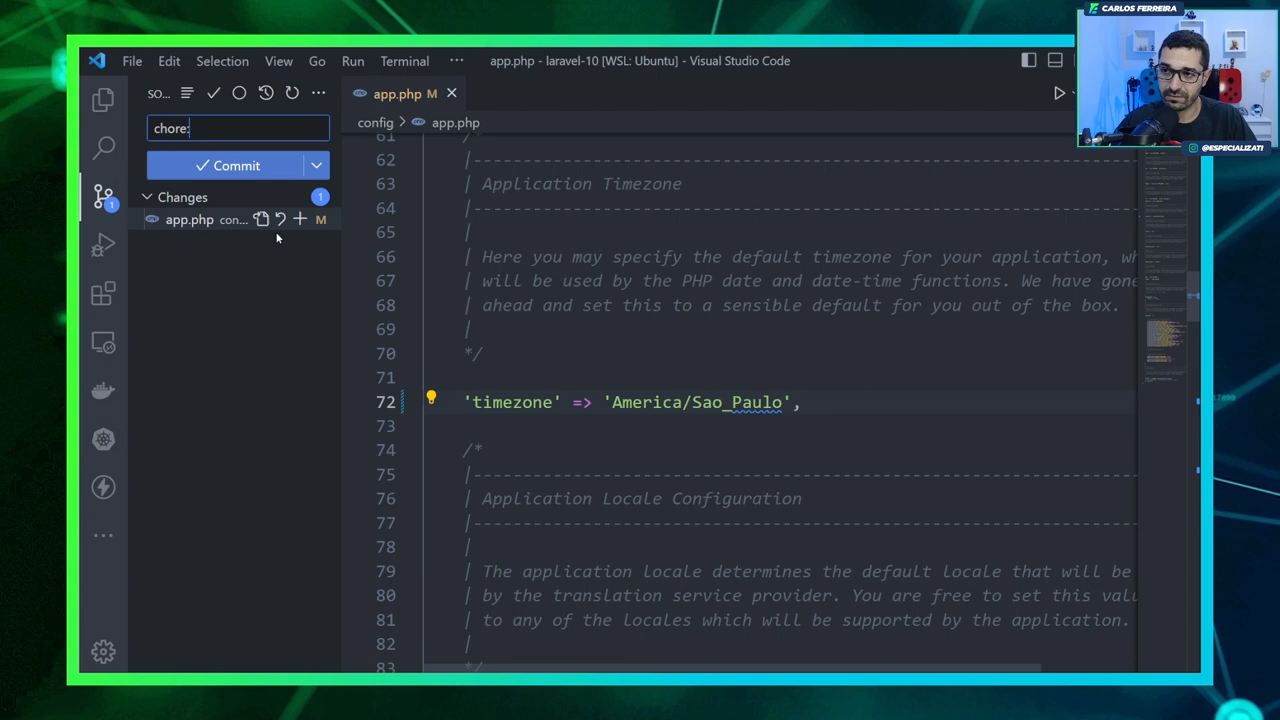 CARLOS FERREIRA
File Edit Selection View Go Run Terminal ··· app.php - laravel-10 [WSL: Ubuntu] - Visual Studio Code
SO... ···
app.php M
config > app.php
chore:
Commit
Changes 1
app.php con... M
1
@ESPECIALIZATI
61
62 |---------------------------------------------------------------------
63 Application Timezone
64 |---------------------------------------------------------------------
65 |
66 | Here you may specify the default timezone for your application, wh
67 | will be used by the PHP date and date-time functions. We have gone
68 | ahead and set this to a sensible default for you out of the box.
69 |
70 */
71
72 'timezone' => 'America/Sao_Paulo',
73
74 /*
75 |---------------------------------------------------------------------
76 | Application Locale Configuration
77 |---------------------------------------------------------------------
78 |
79 | The application locale determines the default locale that will be
80 | by the translation service provider. You are free to set this valu
81 | to any of the locales which will be supported by the application.
82 |
83 */